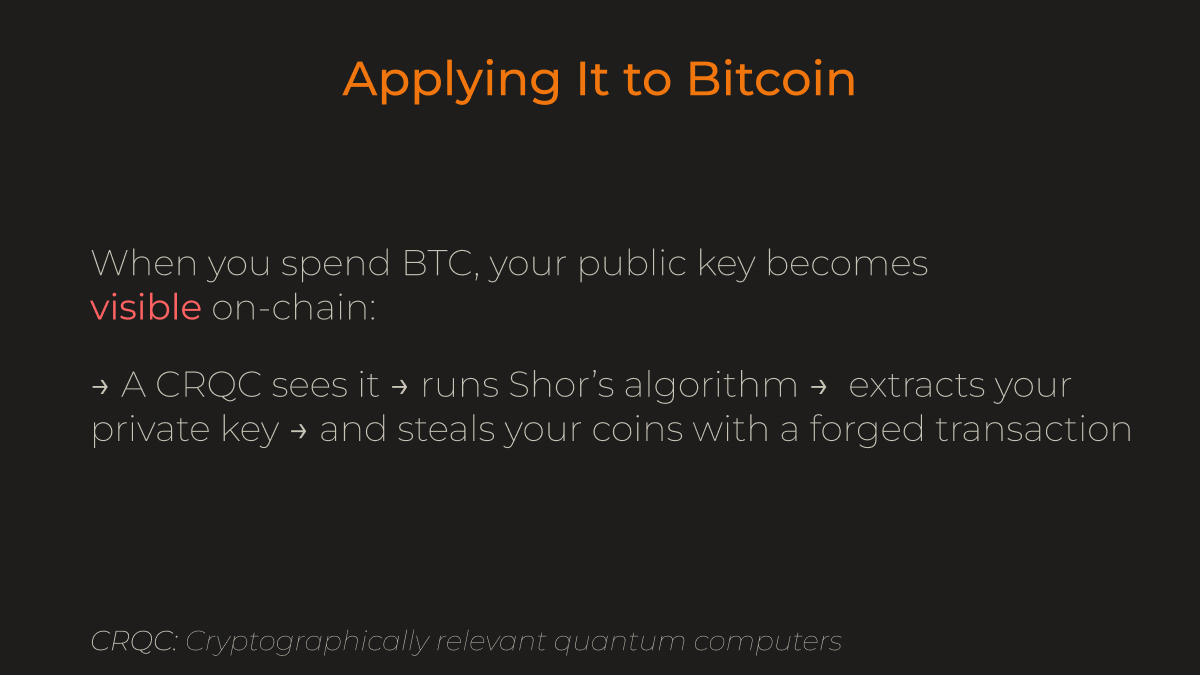 Applying It to Bitcoin
When you spend BTC, your public key becomes
visible on-chain:
→ A CRQC sees it → runs Shor’s algorithm → extracts your
private key → and steals your coins with a forged transaction
CRQC: Cryptographically relevant quantum computers